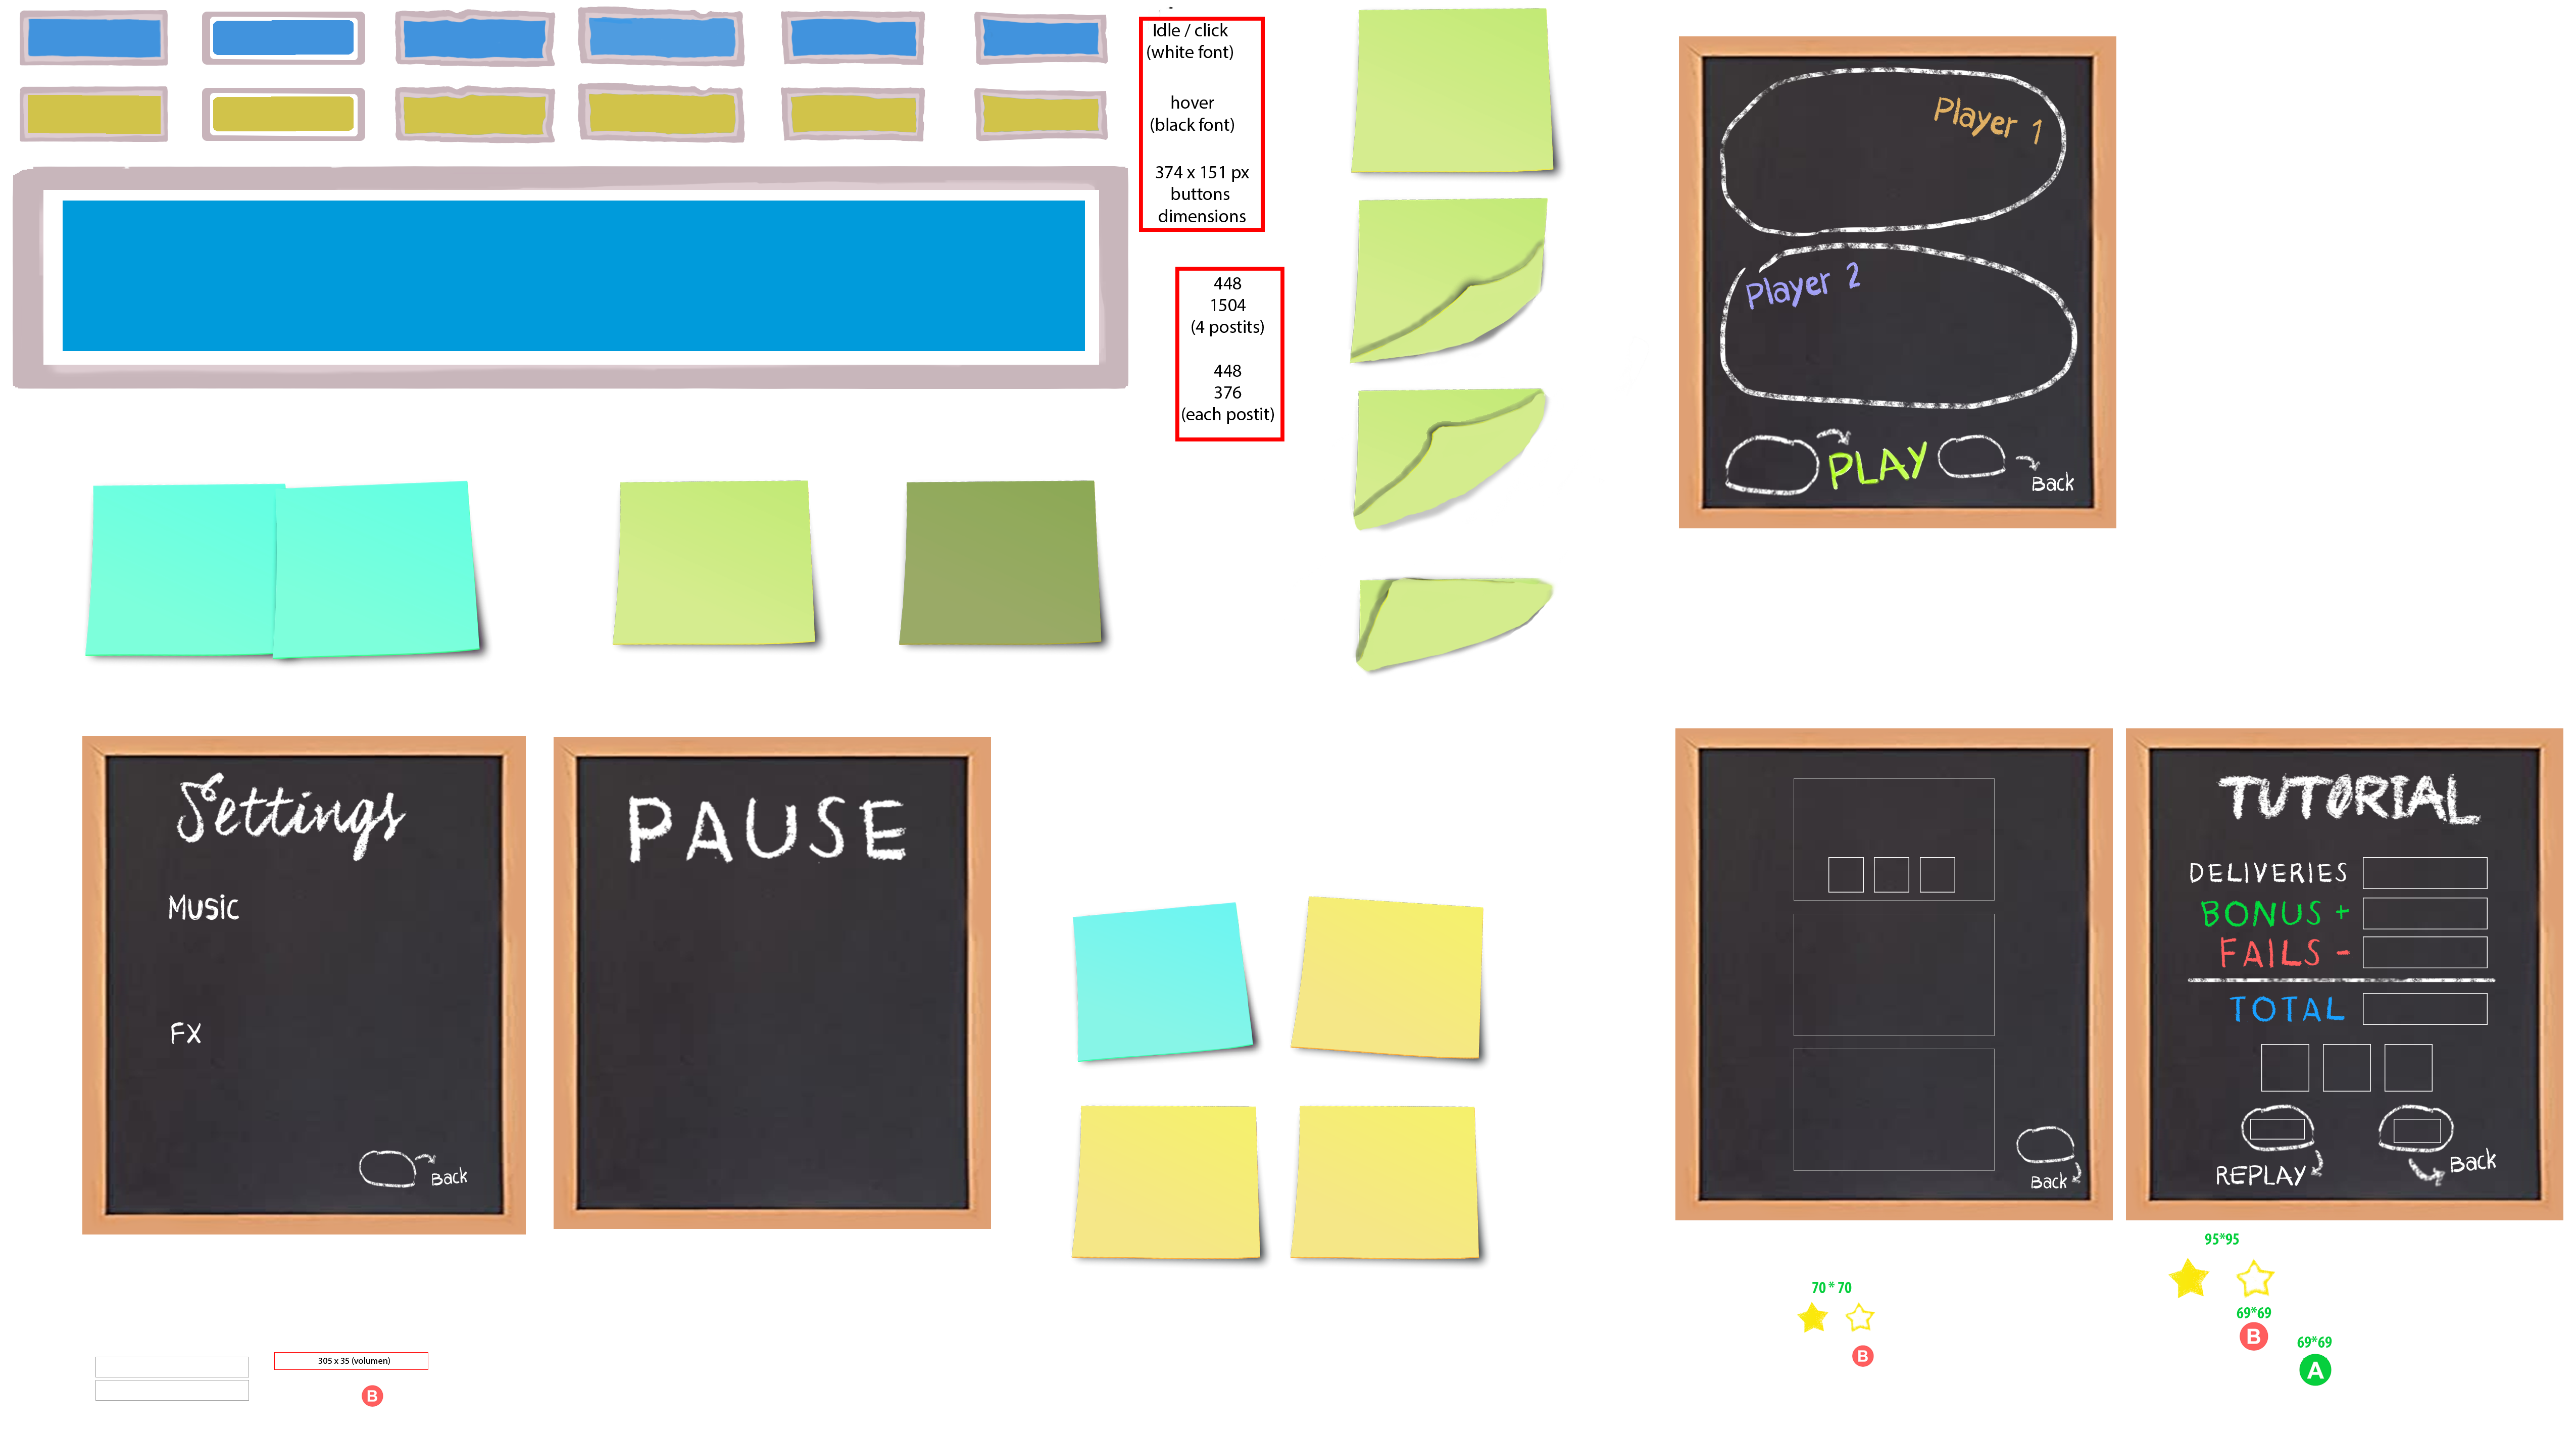 Idle / click
(white font)
hover
(black font)
374 x 151 px
buttons
dimensions
448
1504
(4 postits)
448
376
(each postit)
Player 1
Player 2
PLAY
Back
Settings
Music
FX
Back
PAUSE
Back
TUTORIAL
DELIVERIES
BONUS +
FAILS -
TOTAL
REPLAY
Back
95*95
70 * 70
69*69
B
69*69
A
B
305 x 35 (volumen)
B